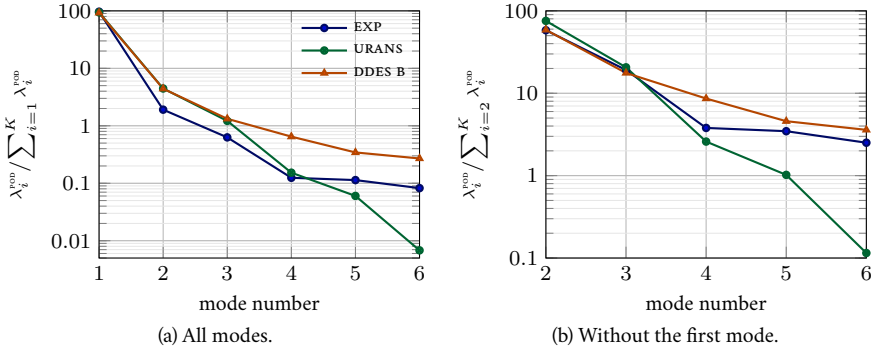 100
10
1
0.1
0.01
λ_i^POD / ∑_{i=1}^K λ_i^POD
EXP
URANS
DDES B
1 2 3 4 5 6
mode number
(a) All modes.
100
10
1
0.1
λ_i^POD / ∑_{i=2}^K λ_i^POD
2 3 4 5 6
mode number
(b) Without the first mode.